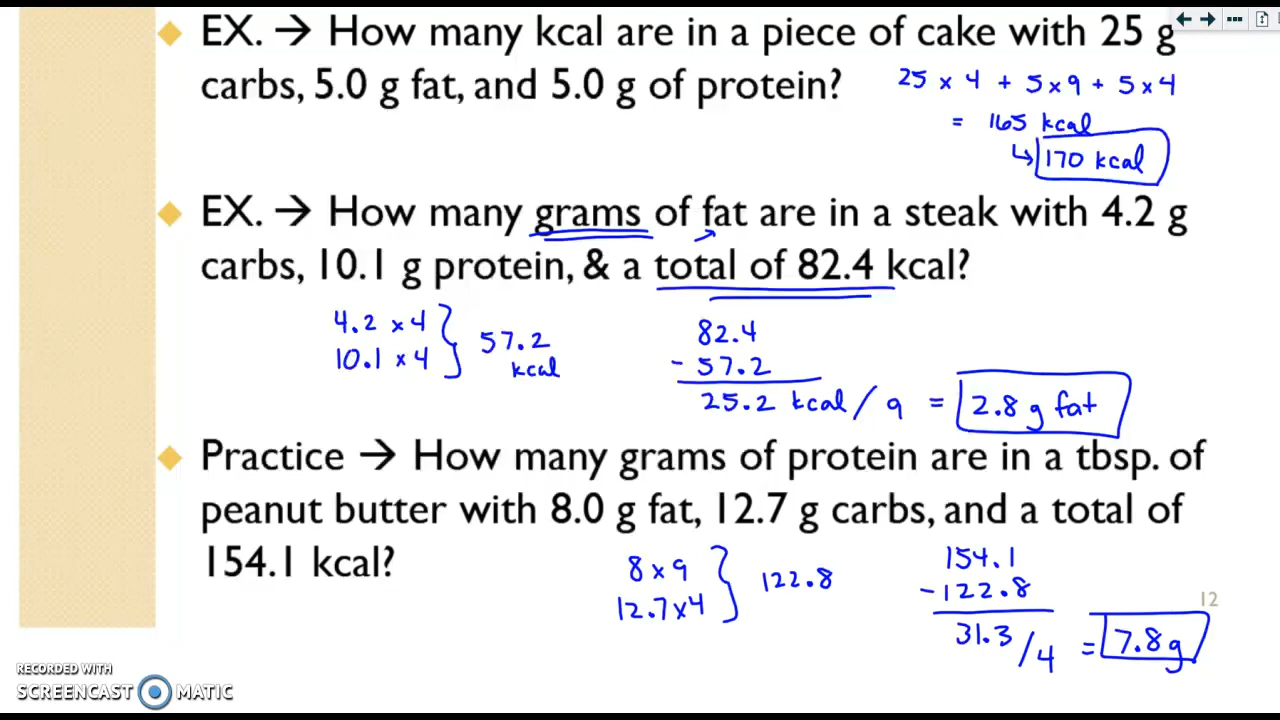 EX. → How many kcal are in a piece of cake with 25 g
carbs, 5.0 g fat, and 5.0 g of protein?
25 x 4 + 5 x 9 + 5 x 4
= 165 kcal
↳ 170 kcal
EX. → How many grams of fat are in a steak with 4.2 g
carbs, 10.1 g protein, & a total of 82.4 kcal?
4.2 x 4
10.1 x 4
57.2
kcal
82.4
- 57.2
25.2 kcal / 9 = 2.8 g fat
Practice → How many grams of protein are in a tbsp. of
peanut butter with 8.0 g fat, 12.7 g carbs, and a total of
154.1 kcal?
8 x 9
12.7 x 4
122.8
154.1
- 122.8
31.3 / 4 = 7.8 g
12
RECORDED WITH
SCREENCAST MATIC